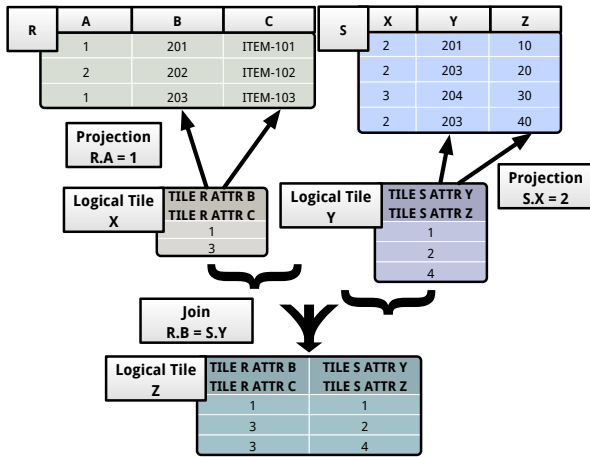 R A B C
1 201 ITEM-101
2 202 ITEM-102
1 203 ITEM-103
S X Y Z
2 201 10
2 203 20
3 204 30
2 203 40
Projection
R.A = 1
Projection
S.X = 2
Logical Tile
X
TILE R ATTR B
TILE R ATTR C
1
3
Logical Tile
Y
TILE S ATTR Y
TILE S ATTR Z
1
2
4
Join
R.B = S.Y
Logical Tile
Z
TILE R ATTR B TILE S ATTR Y
TILE R ATTR C TILE S ATTR Z
1 1
3 2
3 4